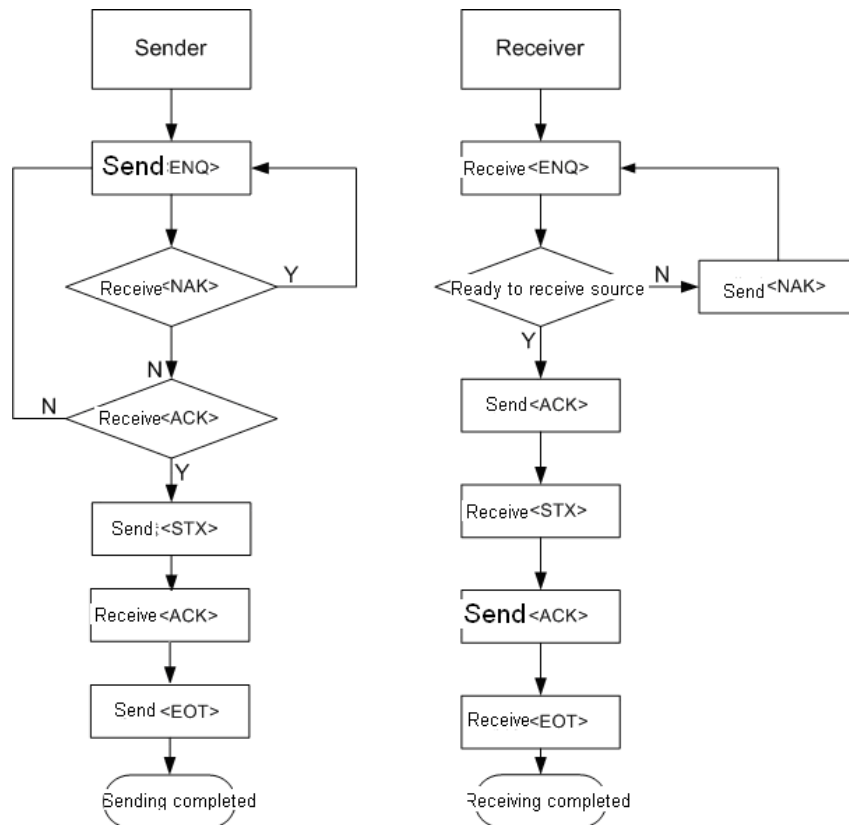 Sender
Send <ENQ>
Receive<NAK>
Y
N
Receive<ACK>
N
Y
Send <STX>
Receive<ACK>
Send <EOT>
Sending completed
Receiver
Receive<ENQ>
<Ready to receive source
N
Send <NAK>
Y
Send <ACK>
Receive<STX>
Send <ACK>
Receive<EOT>
Receiving completed